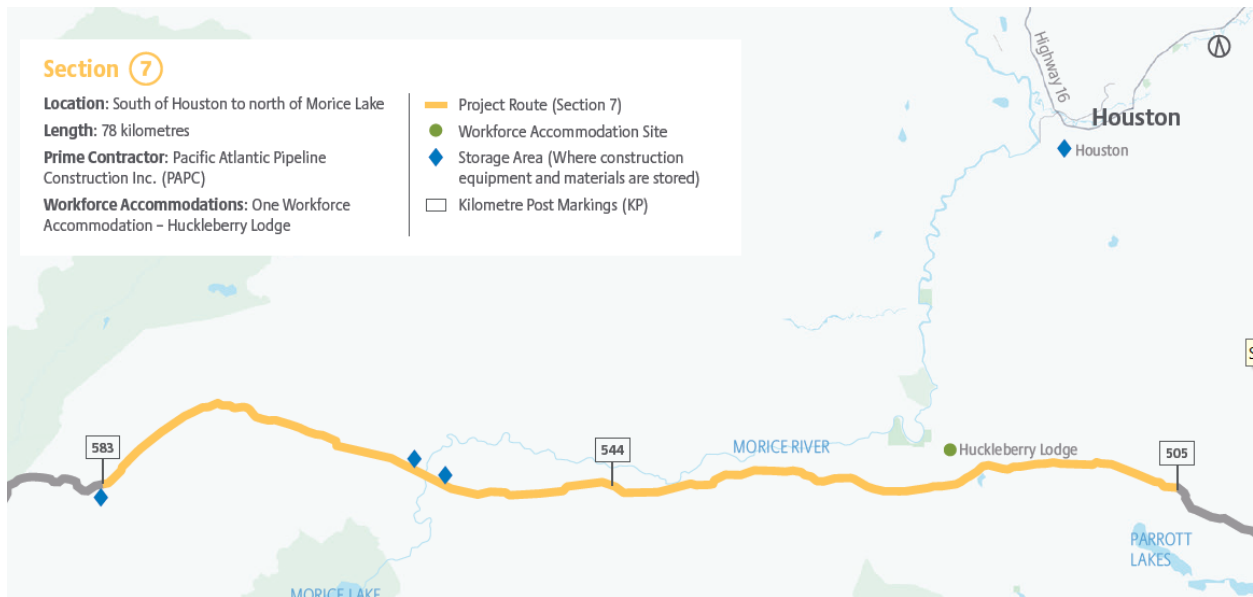 Section 7
Location: South of Houston to north of Morice Lake
Length: 78 kilometres
Prime Contractor: Pacific Atlantic Pipeline
Construction Inc. (PAPC)
Workforce Accommodations: One Workforce
Accommodation – Huckleberry Lodge
Project Route (Section 7)
Workforce Accommodation Site
Storage Area (Where construction
equipment and materials are stored)
Kilometre Post Markings (KP)
Highway 16
Houston
Houston
583
544
MORICE RIVER
Huckleberry Lodge
505
PARROTT
LAKES
MORICE LAKE